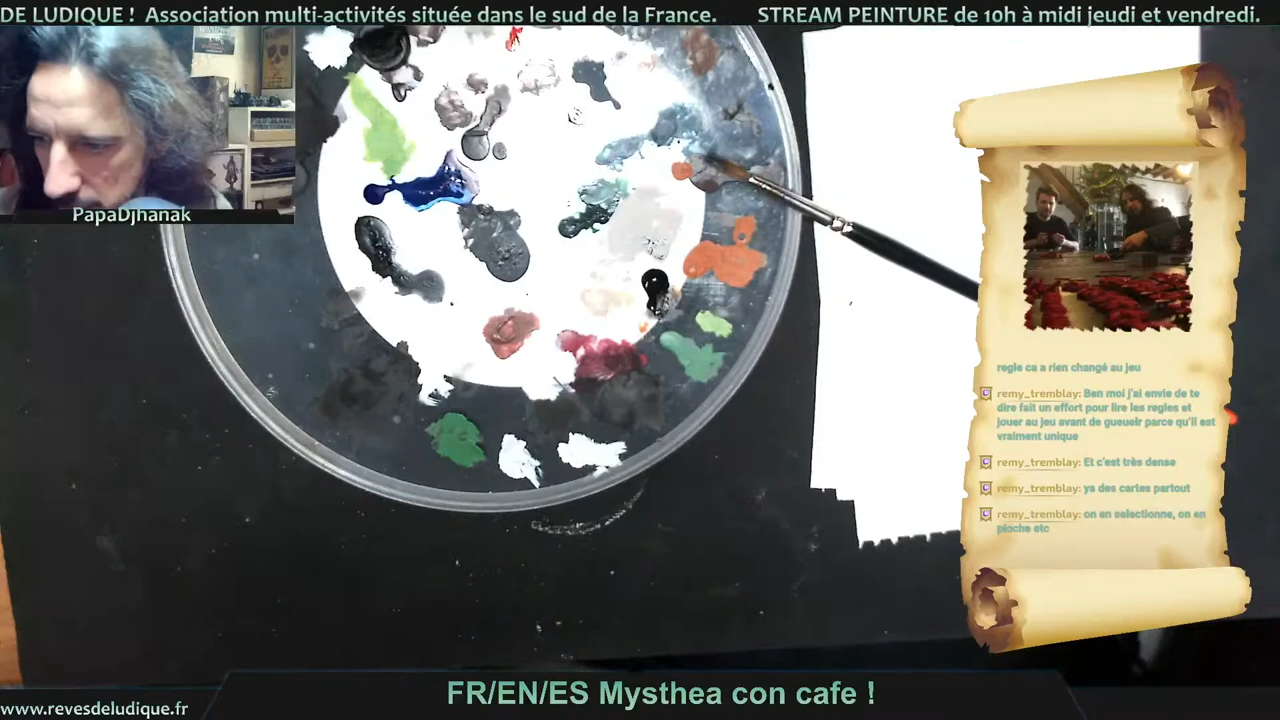 DE LUDIQUE ! Association multi-activités située dans le sud de la France. STREAM PEINTURE de 10h à midi jeudi et vendredi.
PapaDjhanak
regle ca a rien changé au jeu
remy_tremblay: Ben moi j'ai envie de te
dire fait un effort pour lire les regles et
jouer au jeu avant de gueuelr parce qu'il est
vraiment unique
remy_tremblay: Et c'est très dense
remy_tremblay: ya des cartes partout
remy_tremblay: on an selectionne, on en
pioche etc
FR/EN/ES Mysthea con cafe !
www.revesdeludique.fr